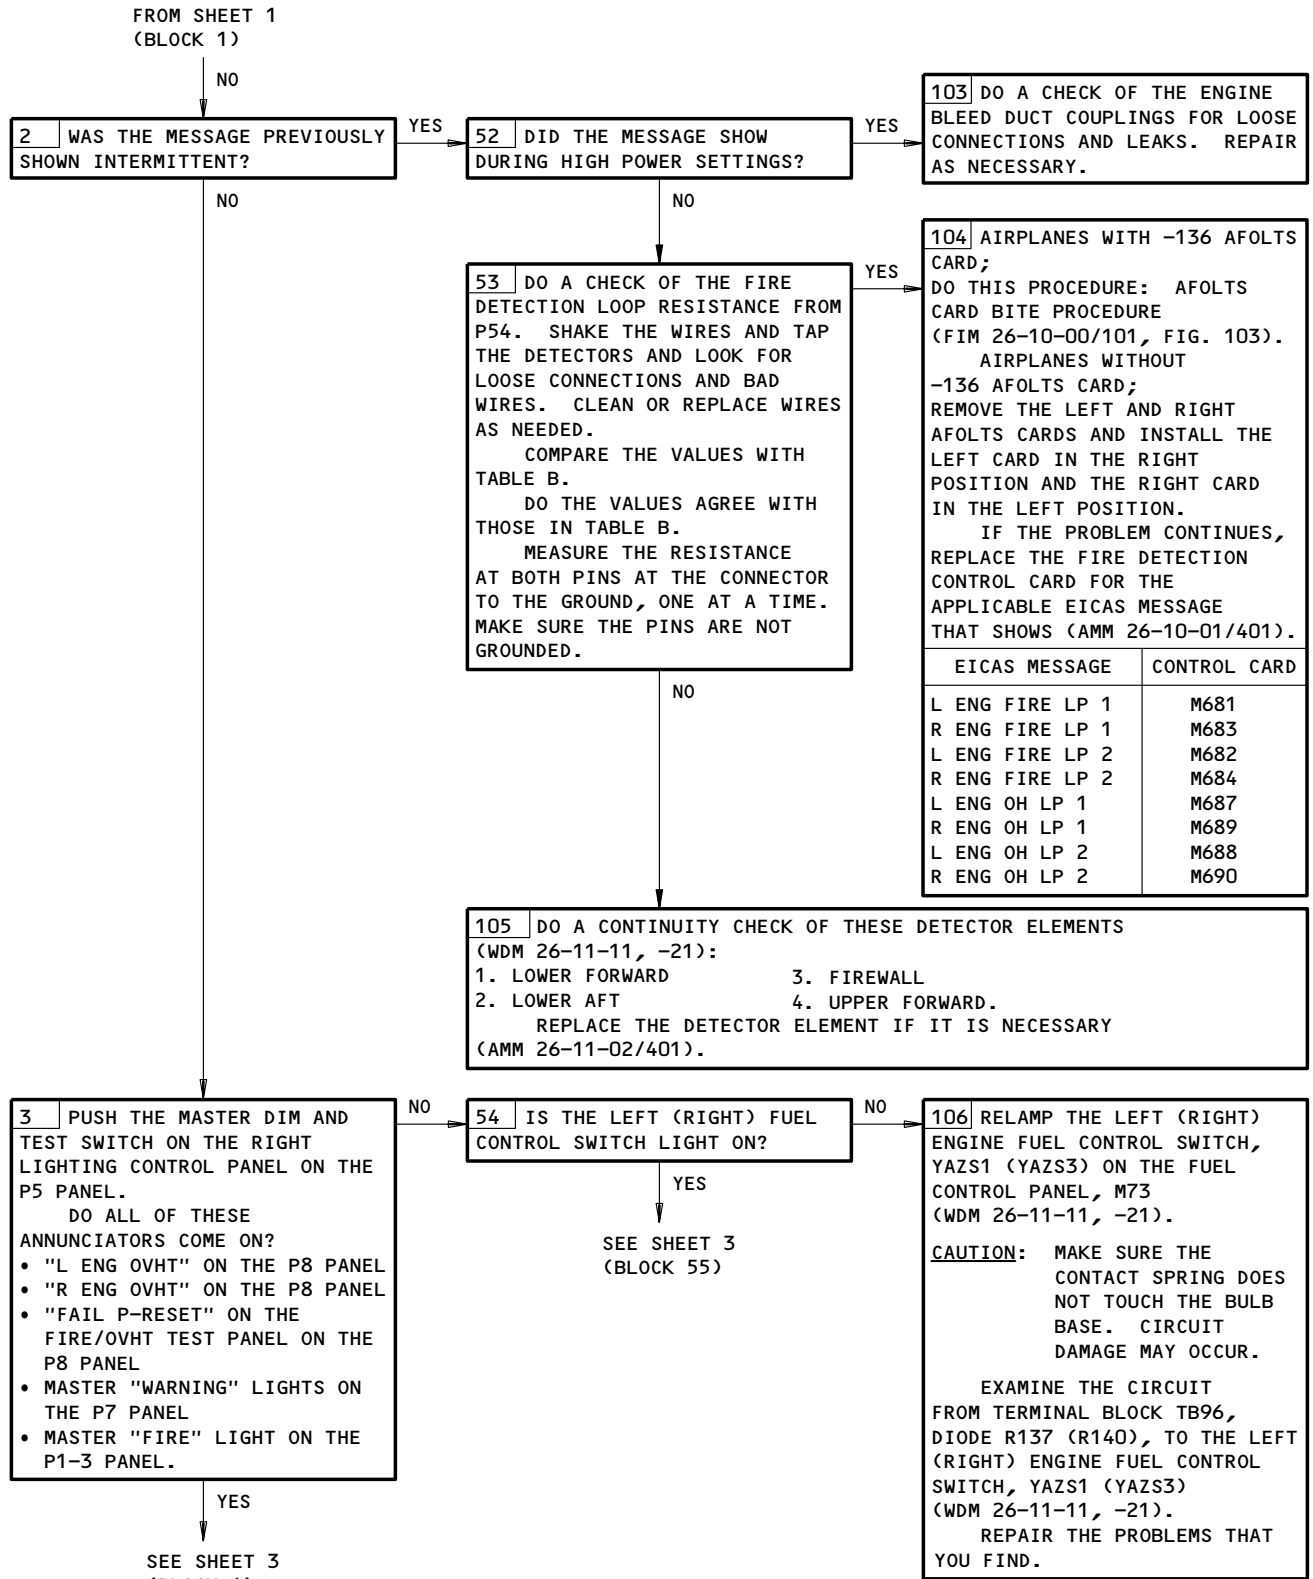 FROM SHEET 1
(BLOCK 1)
NO
2 WAS THE MESSAGE PREVIOUSLY
SHOWN INTERMITTENT?
YES
NO
52 DID THE MESSAGE SHOW
DURING HIGH POWER SETTINGS?
YES
NO
103 DO A CHECK OF THE ENGINE
BLEED DUCT COUPLINGS FOR LOOSE
CONNECTIONS AND LEAKS. REPAIR
AS NECESSARY.
53 DO A CHECK OF THE FIRE
DETECTION LOOP RESISTANCE FROM
P54. SHAKE THE WIRES AND TAP
THE DETECTORS AND LOOK FOR
LOOSE CONNECTIONS AND BAD
WIRES. CLEAN OR REPLACE WIRES
AS NEEDED.
COMPARE THE VALUES WITH
TABLE B.
DO THE VALUES AGREE WITH
THOSE IN TABLE B.
MEASURE THE RESISTANCE
AT BOTH PINS AT THE CONNECTOR
TO THE GROUND, ONE AT A TIME.
MAKE SURE THE PINS ARE NOT
GROUNDED.
YES
NO
104 AIRPLANES WITH -136 AFOLTS
CARD;
DO THIS PROCEDURE: AFOLTS
CARD BITE PROCEDURE
(FIM 26-10-00/101, FIG. 103).
AIRPLANES WITHOUT
-136 AFOLTS CARD;
REMOVE THE LEFT AND RIGHT
AFOLTS CARDS AND INSTALL THE
LEFT CARD IN THE RIGHT
POSITION AND THE RIGHT CARD
IN THE LEFT POSITION.
IF THE PROBLEM CONTINUES,
REPLACE THE FIRE DETECTION
CONTROL CARD FOR THE
APPLICABLE EICAS MESSAGE
THAT SHOWS (AMM 26-10-01/401).
EICAS MESSAGE CONTROL CARD
L ENG FIRE LP 1 M681
R ENG FIRE LP 1 M683
L ENG FIRE LP 2 M682
R ENG FIRE LP 2 M684
L ENG OH LP 1 M687
R ENG OH LP 1 M689
L ENG OH LP 2 M688
R ENG OH LP 2 M690
105 DO A CONTINUITY CHECK OF THESE DETECTOR ELEMENTS
(WDM 26-11-11, -21):
1. LOWER FORWARD 3. FIREWALL
2. LOWER AFT 4. UPPER FORWARD.
REPLACE THE DETECTOR ELEMENT IF IT IS NECESSARY
(AMM 26-11-02/401).
3 PUSH THE MASTER DIM AND
TEST SWITCH ON THE RIGHT
LIGHTING CONTROL PANEL ON THE
P5 PANEL.
DO ALL OF THESE
ANNUNCIATORS COME ON?
• "L ENG OVHT" ON THE P8 PANEL
• "R ENG OVHT" ON THE P8 PANEL
• "FAIL P-RESET" ON THE
FIRE/OVHT TEST PANEL ON THE
P8 PANEL
• MASTER "WARNING" LIGHTS ON
THE P7 PANEL
• MASTER "FIRE" LIGHT ON THE
P1-3 PANEL.
NO
YES
SEE SHEET 3
54 IS THE LEFT (RIGHT) FUEL
CONTROL SWITCH LIGHT ON?
NO
YES
SEE SHEET 3
(BLOCK 55)
106 RELAMP THE LEFT (RIGHT)
ENGINE FUEL CONTROL SWITCH,
YAZS1 (YAZS3) ON THE FUEL
CONTROL PANEL, M73
(WDM 26-11-11, -21).
CAUTION: MAKE SURE THE
CONTACT SPRING DOES
NOT TOUCH THE BULB
BASE. CIRCUIT
DAMAGE MAY OCCUR.
EXAMINE THE CIRCUIT
FROM TERMINAL BLOCK TB96,
DIODE R137 (R140), TO THE LEFT
(RIGHT) ENGINE FUEL CONTROL
SWITCH, YAZS1 (YAZS3)
(WDM 26-11-11, -21).
REPAIR THE PROBLEMS THAT
YOU FIND.